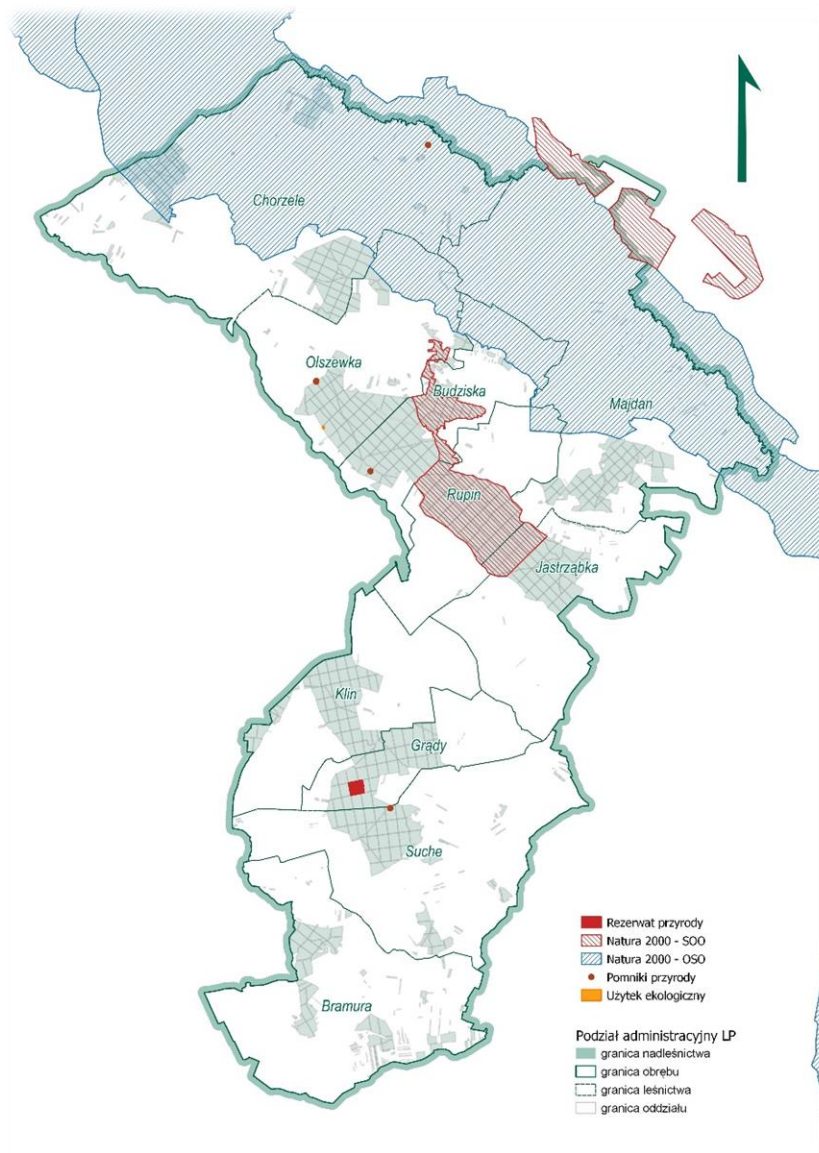 Chorzele
Olszewka
Budziska
Majdan
Rupin
Jastrząbka
Klin
Grądy
Suche
Bramura
Rezerwat przyrody
Natura 2000 - SOO
Natura 2000 - OSO
Pomniki przyrody
Użytek ekologiczny
Podział administracyjny LP
granica nadleśnictwa
granica obrębu
granica leśnictwa
granica oddziału